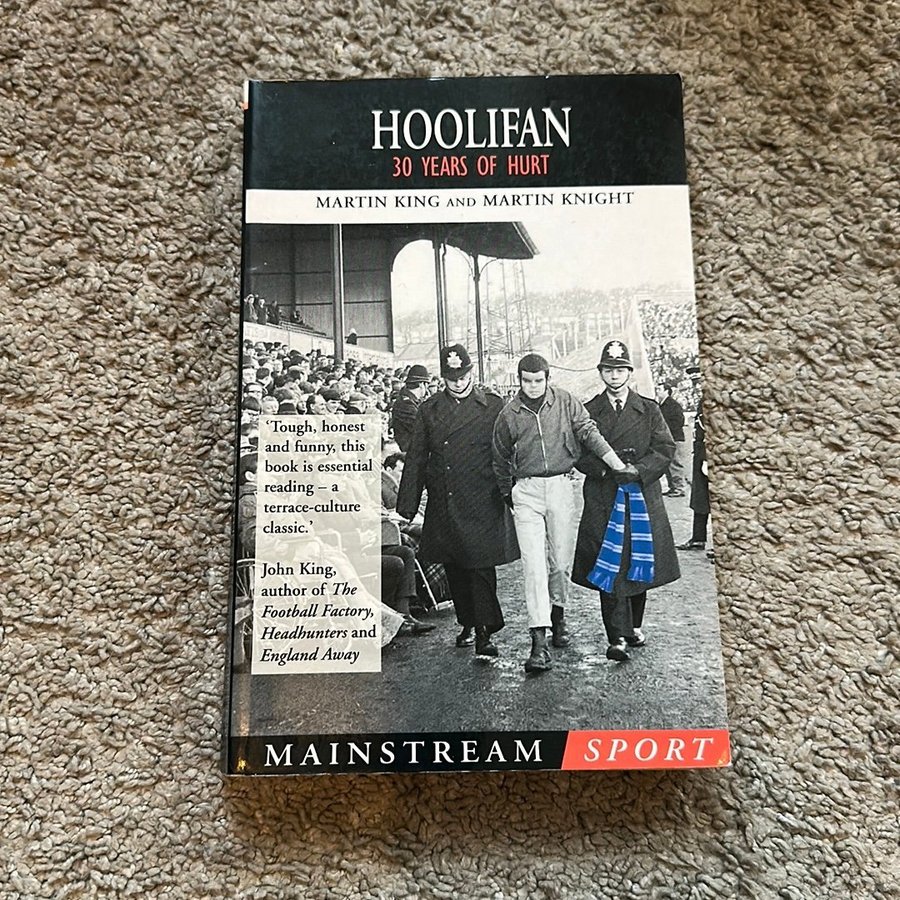 HOOLIFAN
30 YEARS OF HURT
MARTIN KING AND MARTIN KNIGHT
‘Tough, honest
and funny, this
book is essential
reading – a
terrace-culture
classic.’
John King,
author of The
Football Factory,
Headhunters and
England Away
MAINSTREAM SPORT